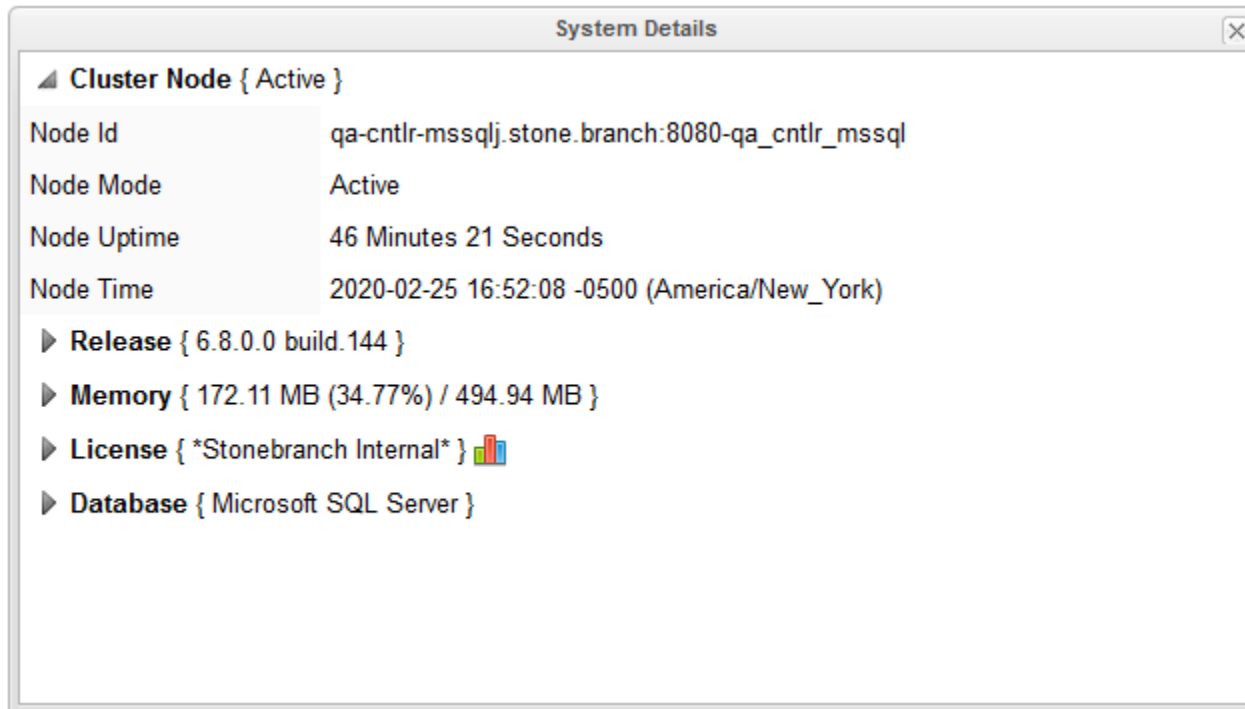 System Details
Cluster Node { Active }
Node Id qa-cntlr-mssqlj.stone.branch:8080-qa_cntlr_mssql
Node Mode Active
Node Uptime 46 Minutes 21 Seconds
Node Time 2020-02-25 16:52:08 -0500 (America/New_York)
Release { 6.8.0.0 build.144 }
Memory { 172.11 MB (34.77%) / 494.94 MB }
License { *Stonebranch Internal* }
Database { Microsoft SQL Server }